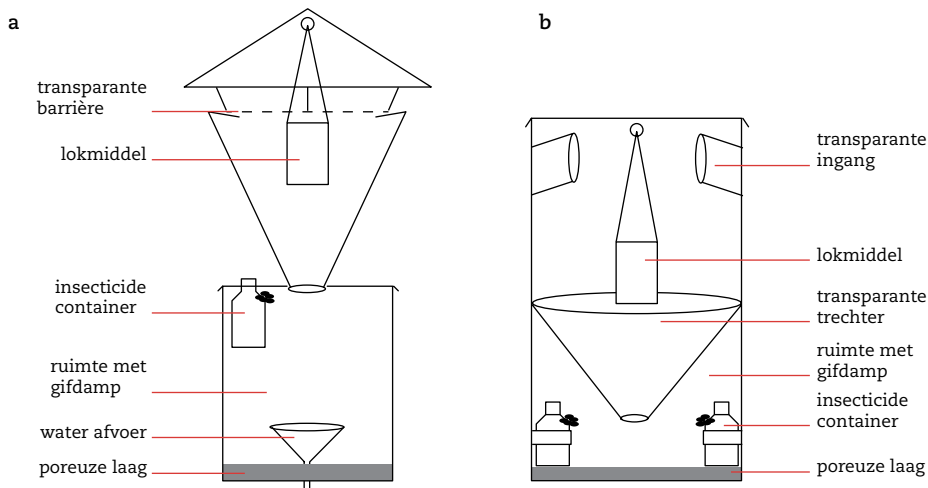 a
transparante
barrière
lokmiddel
insecticide
container
ruimte met
gifdamp
water afvoer
poreuze laag
b
transparante
ingang
lokmiddel
transparante
trechter
ruimte met
gifdamp
insecticide
container
poreuze laag